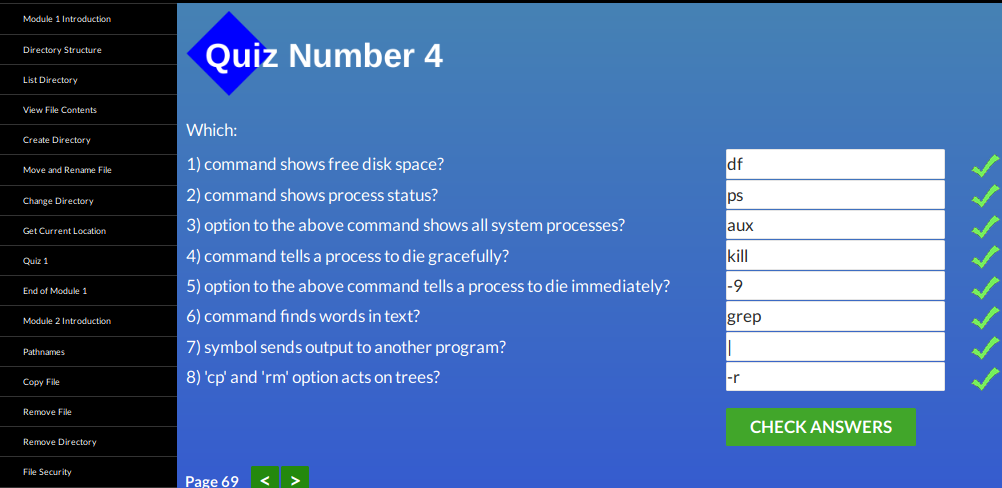 Module 1 Introduction
Directory Structure
List Directory
View File Contents
Create Directory
Move and Rename File
Change Directory
Get Current Location
Quiz 1
End of Module 1
Module 2 Introduction
Pathnames
Copy File
Remove File
Remove Directory
File Security
Quiz Number 4
Which:
1) command shows free disk space? df
2) command shows process status? ps
3) option to the above command shows all system processes? aux
4) command tells a process to die gracefully? kill
5) option to the above command tells a process to die immediately? -9
6) command finds words in text? grep
7) symbol sends output to another program? |
8) 'cp' and 'rm' option acts on trees? -r
CHECK ANSWERS
Page 69 < >